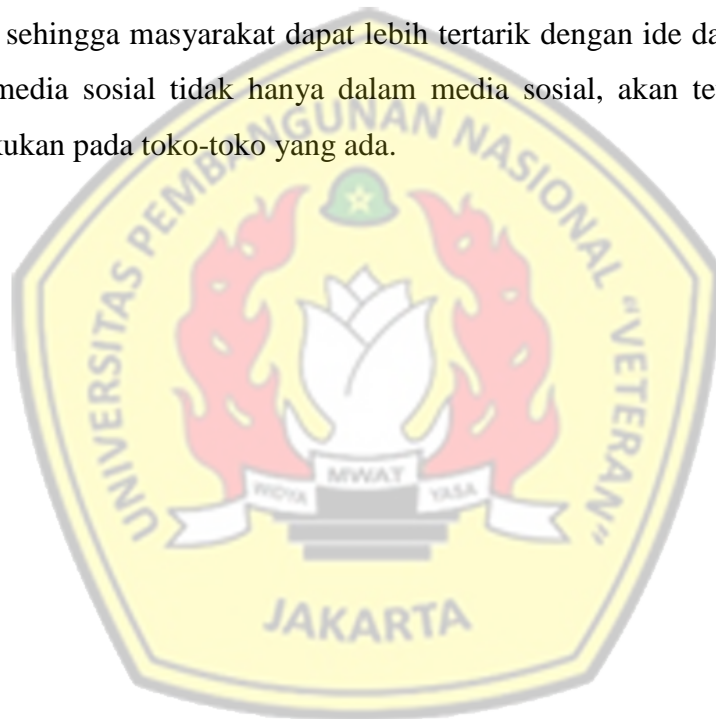 sehingga masyarakat dapat lebih tertarik dengan ide da
media sosial tidak hanya dalam media sosial, akan te
kukan pada toko-toko yang ada.
UNIVERSITAS PEMBANGUNAN NASIONAL "VETERAN"
WIDYA MWAT YASA
JAKARTA